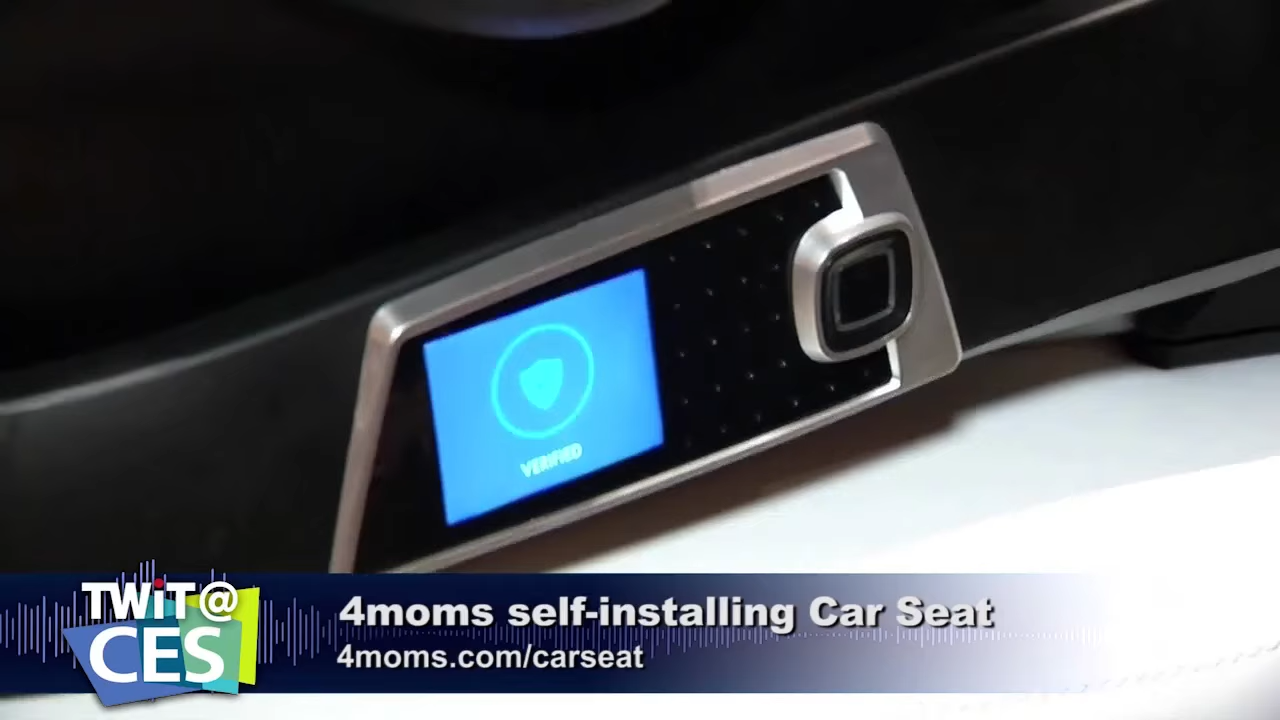 VERIFIED
TWiT@
CES
4moms self-installing Car Seat
4moms.com/carseat